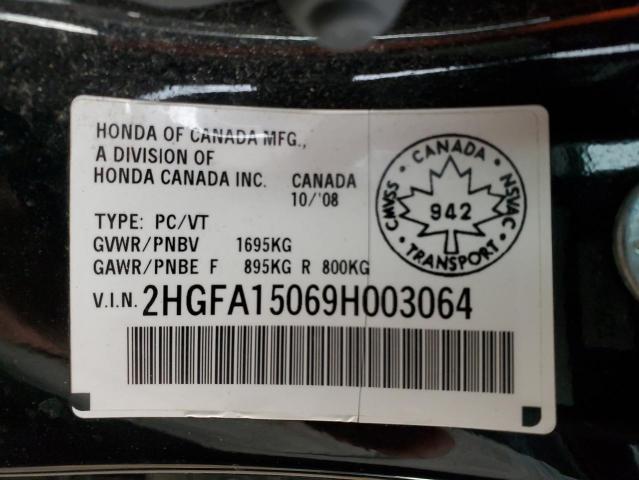 HONDA OF CANADA MFG.,
A DIVISION OF
HONDA CANADA INC. CANADA
10/'08
TYPE: PC/VT
GVWR/PNBV 1695KG
GAWR/PNBE F 895KG R 800KG
V.I.N. 2HGFA15069H003064
CANADA
CMVSS
942
NSVAC
TRANSPORT